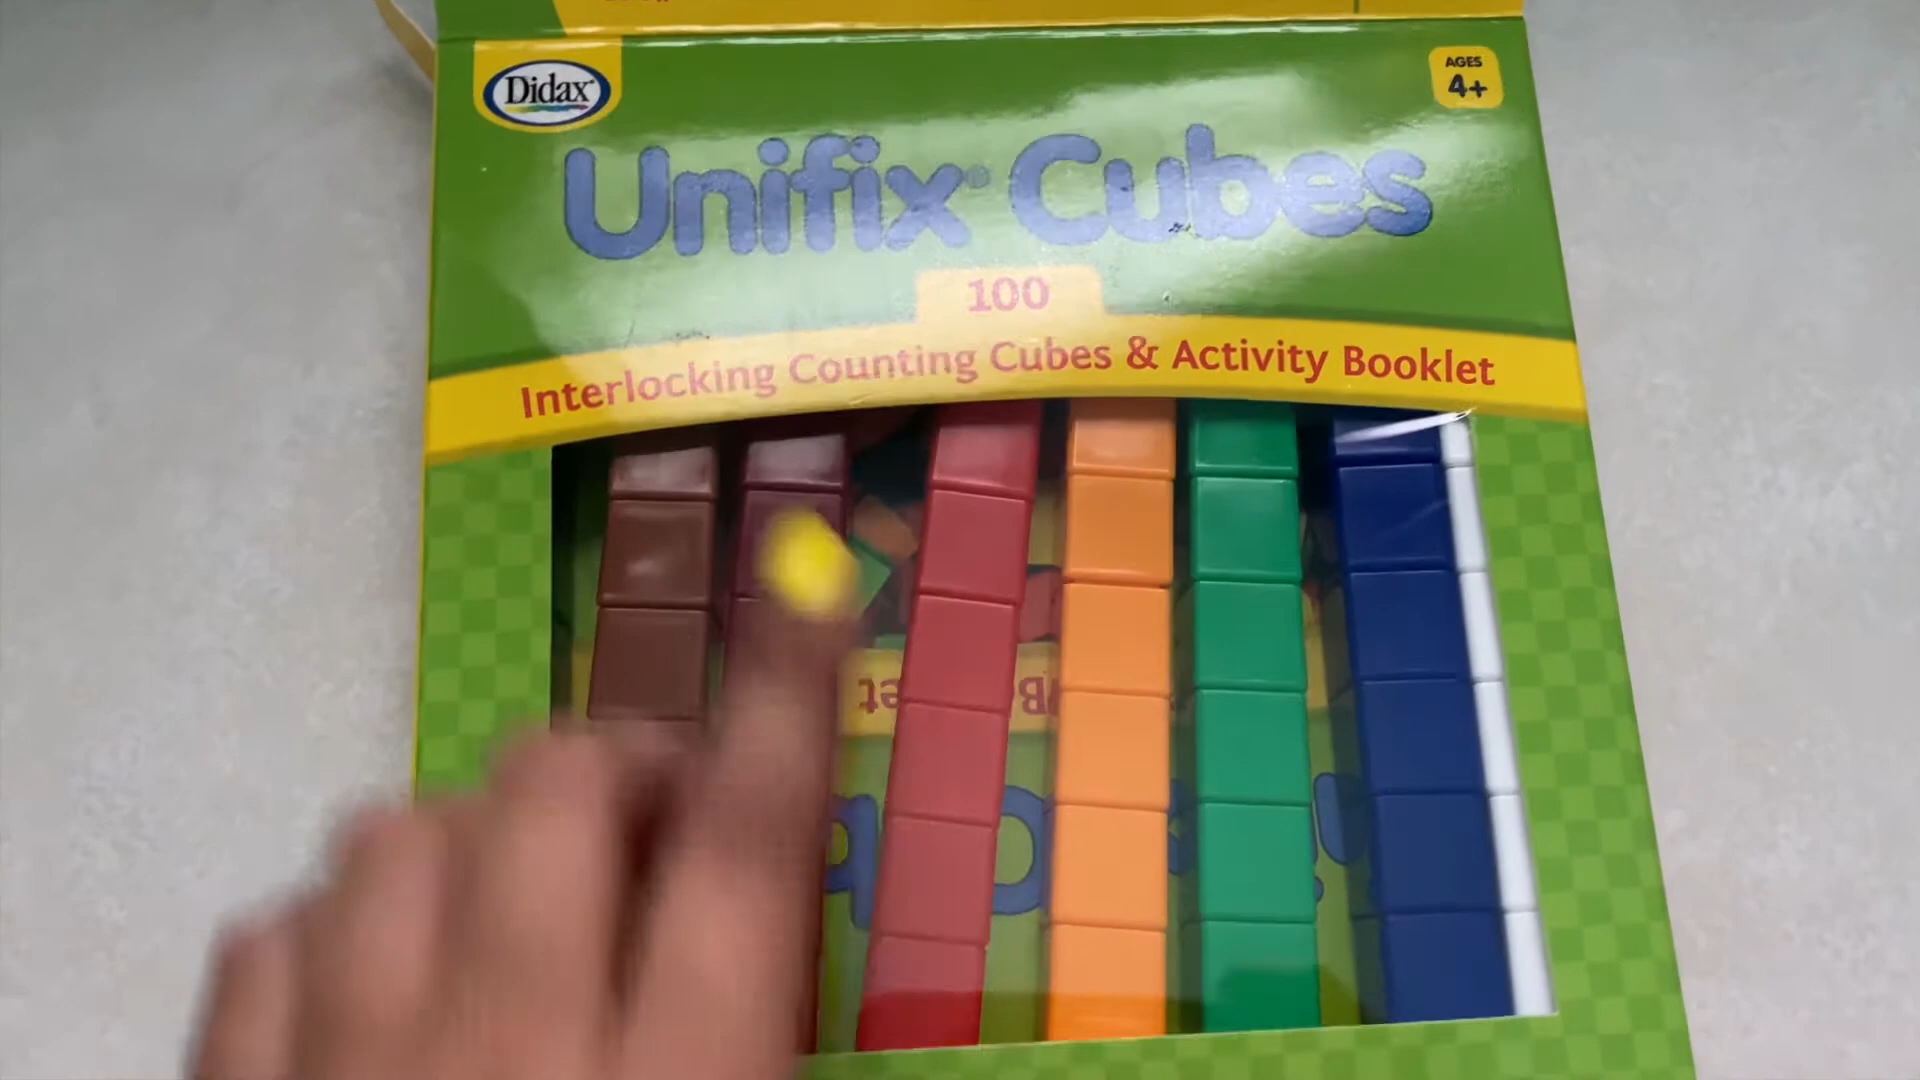 Didax
AGES
4+
Unifix® Cubes
100
Interlocking Counting Cubes & Activity Booklet